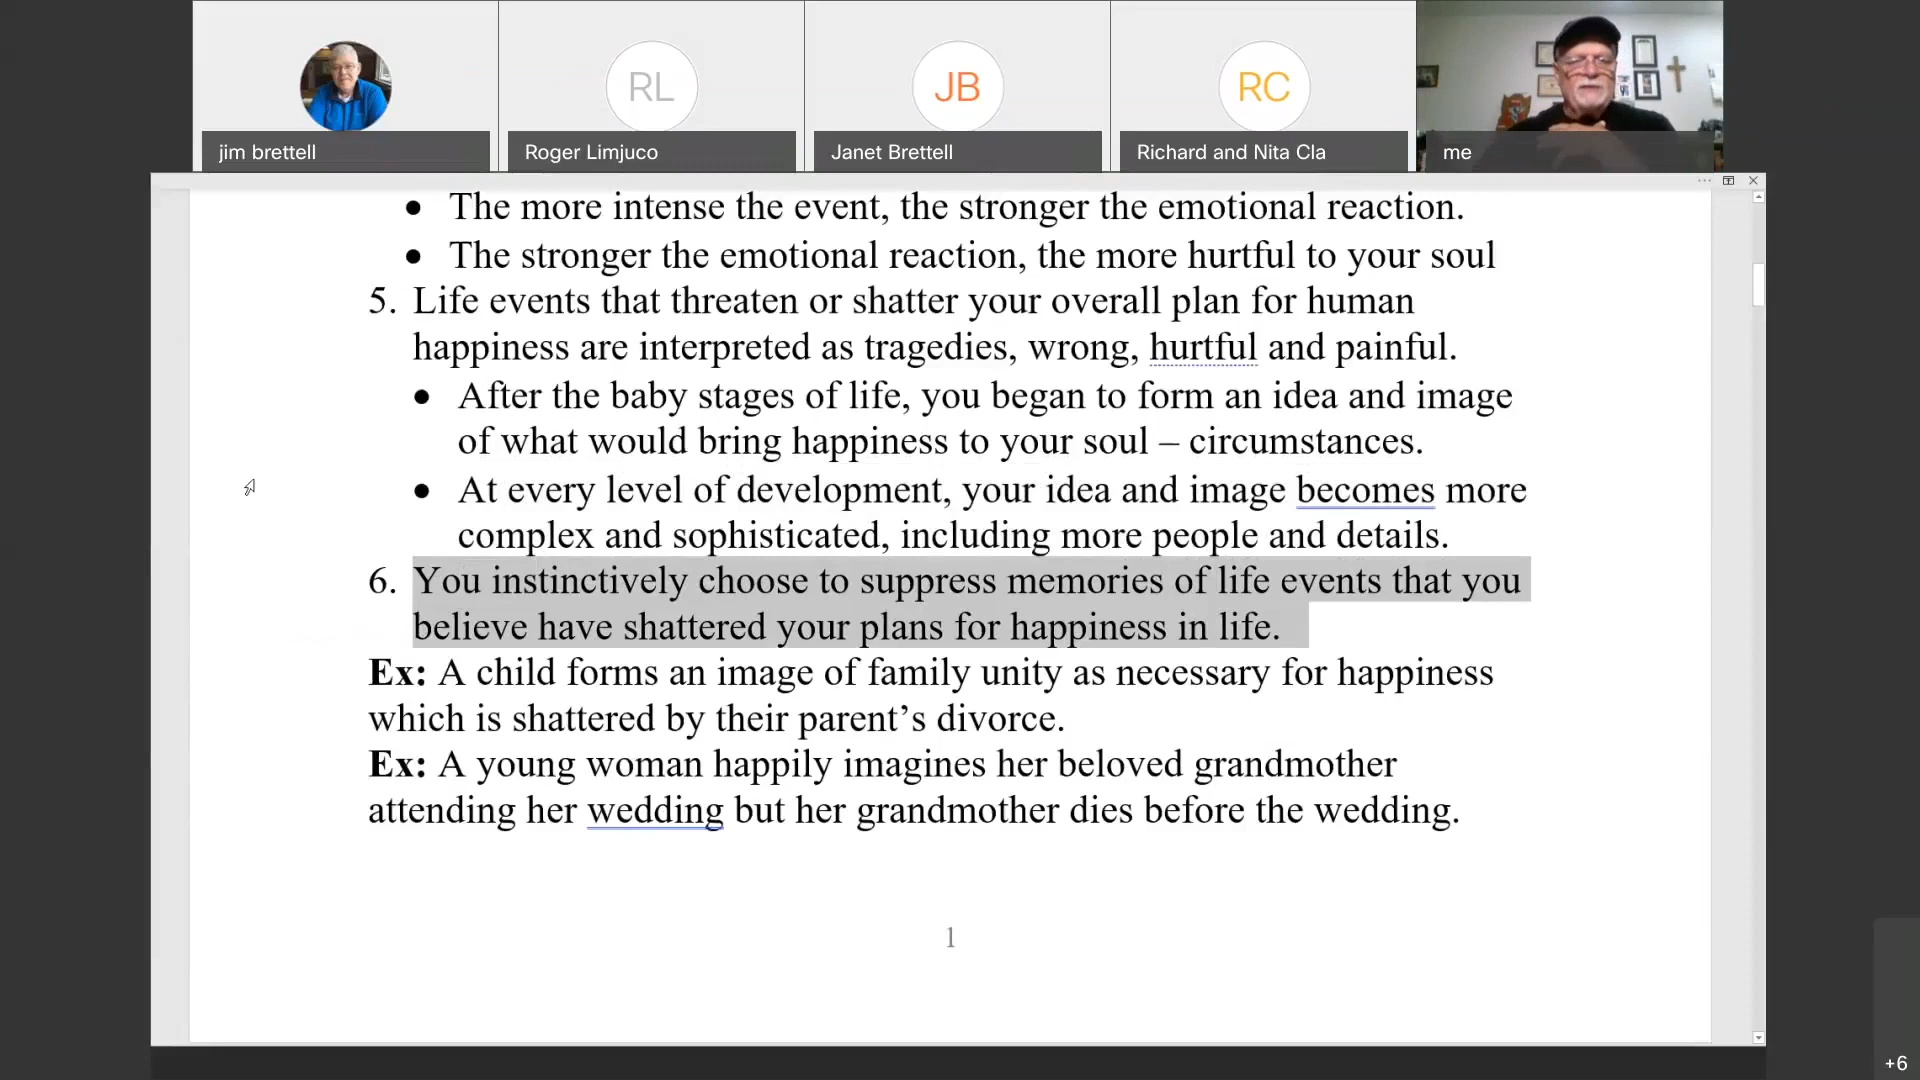 RL
JB
RC
jim brettell
Roger Limjuco
Janet Brettell
Richard and Nita Cla
me
• The more intense the event, the stronger the emotional reaction.
• The stronger the emotional reaction, the more hurtful to your soul
5. Life events that threaten or shatter your overall plan for human
happiness are interpreted as tragedies, wrong, hurtful and painful.
• After the baby stages of life, you began to form an idea and image
of what would bring happiness to your soul – circumstances.
• At every level of development, your idea and image becomes more
complex and sophisticated, including more people and details.
6. You instinctively choose to suppress memories of life events that you
believe have shattered your plans for happiness in life.
Ex: A child forms an image of family unity as necessary for happiness
which is shattered by their parent’s divorce.
Ex: A young woman happily imagines her beloved grandmother
attending her wedding but her grandmother dies before the wedding.
1
+6